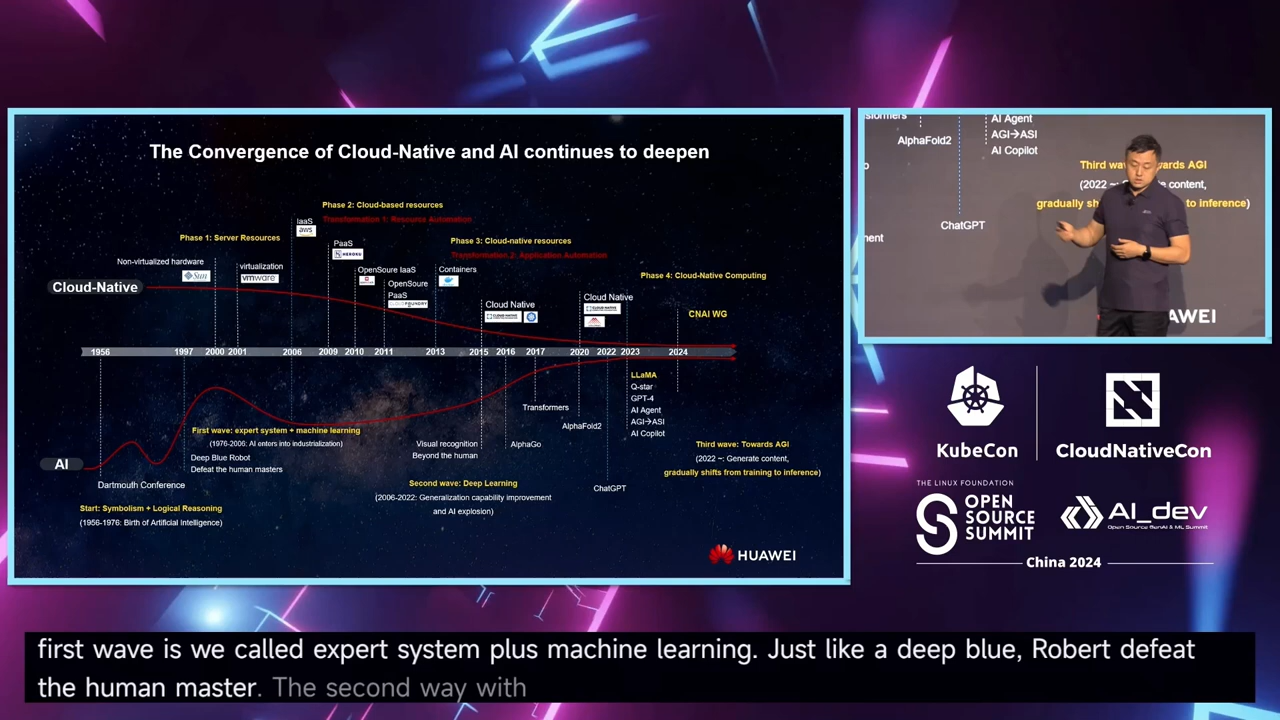 The Convergence of Cloud-Native and AI continues to deepen
Phase 2: Cloud-based resources
Transformation 1: Resource Automation
IaaS
aws
Phase 1: Server Resources
PaaS
HEROKU
Phase 3: Cloud-native resources
Transformation 2: Application Automation
Non-virtualized hardware
Sun
virtualization
vmware
OpenSoure IaaS
OpenSoure
PaaS
CLOUD FOUNDRY
Containers
Phase 4: Cloud-Native Computing
Cloud-Native
Cloud Native
Cloud Native
CNAI WG
1956 1997 2000 2001 2006 2009 2010 2011 2013 2015 2016 2017 2020 2022 2023 2024
LLaMA
Q-star
GPT-4
AI Agent
AGI→ASI
AI Copilot
Transformers
AlphaFold2
AlphaGo
Visual recognition
Beyond the human
ChatGPT
First wave: expert system + machine learning
(1976-2006: AI enters into industrialization)
Deep Blue Robot
Defeat the human masters
AI
Dartmouth Conference
Start: Symbolism + Logical Reasoning
(1956-1976: Birth of Artificial Intelligence)
Second wave: Deep Learning
(2006-2022: Generalization capability improvement
and AI explosion)
Third wave: Towards AGI
(2022 ~: Generate content,
gradually shifts from training to inference)
HUAWEI
AI Agent
AGI→ASI
AI Copilot
AlphaFold2
ChatGPT
Third wa
wards AGI
(2022 ~:
content,
gradually sh
to inference)
AWEI
KubeCon
CloudNativeCon
THE LINUX FOUNDATION
OPEN
SOURCE
SUMMIT
AI_dev
Open Source GenAI & ML Summit
China 2024
first wave is we called expert system plus machine learning. Just like a deep blue, Robert defeat
the human master. The second way with